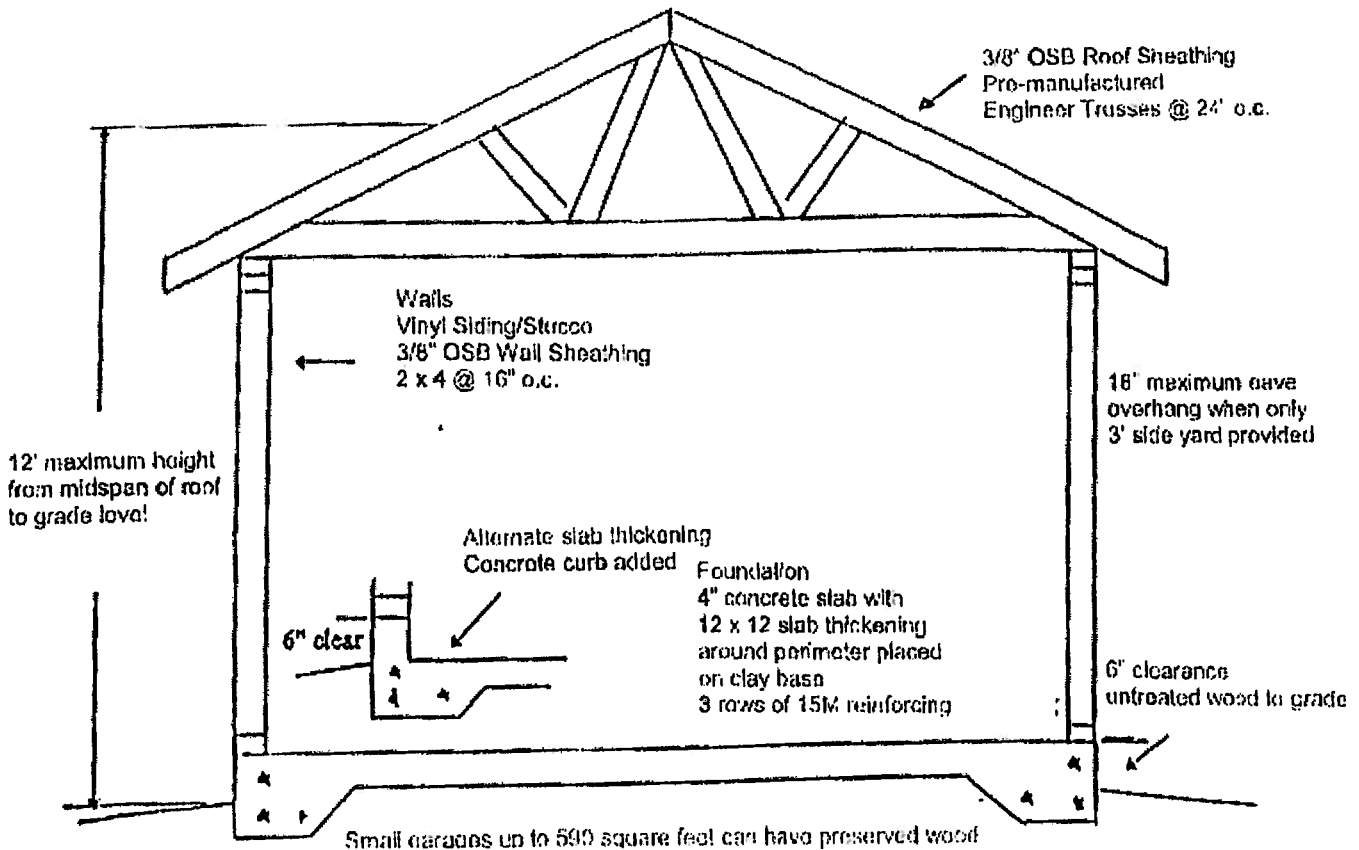 3/8" OSB Roof Sheathing
Pre-manufactured
Engineer Trusses @ 24" o.c.
Walls
Vinyl Siding/Stucco
3/8" OSB Wall Sheathing
2 x 4 @ 16" o.c.
18" maximum eave
overhang when only
3' side yard provided
12' maximum height
from midspan of roof
to grade level
Alternate slab thickening
Concrete curb added
6" clear
Foundation
4" concrete slab with
12 x 12 slab thickening
around perimeter placed
on clay base
3 rows of 15M reinforcing
6" clearance
untreated wood to grade
Small garages up to square feet can have preserved wood